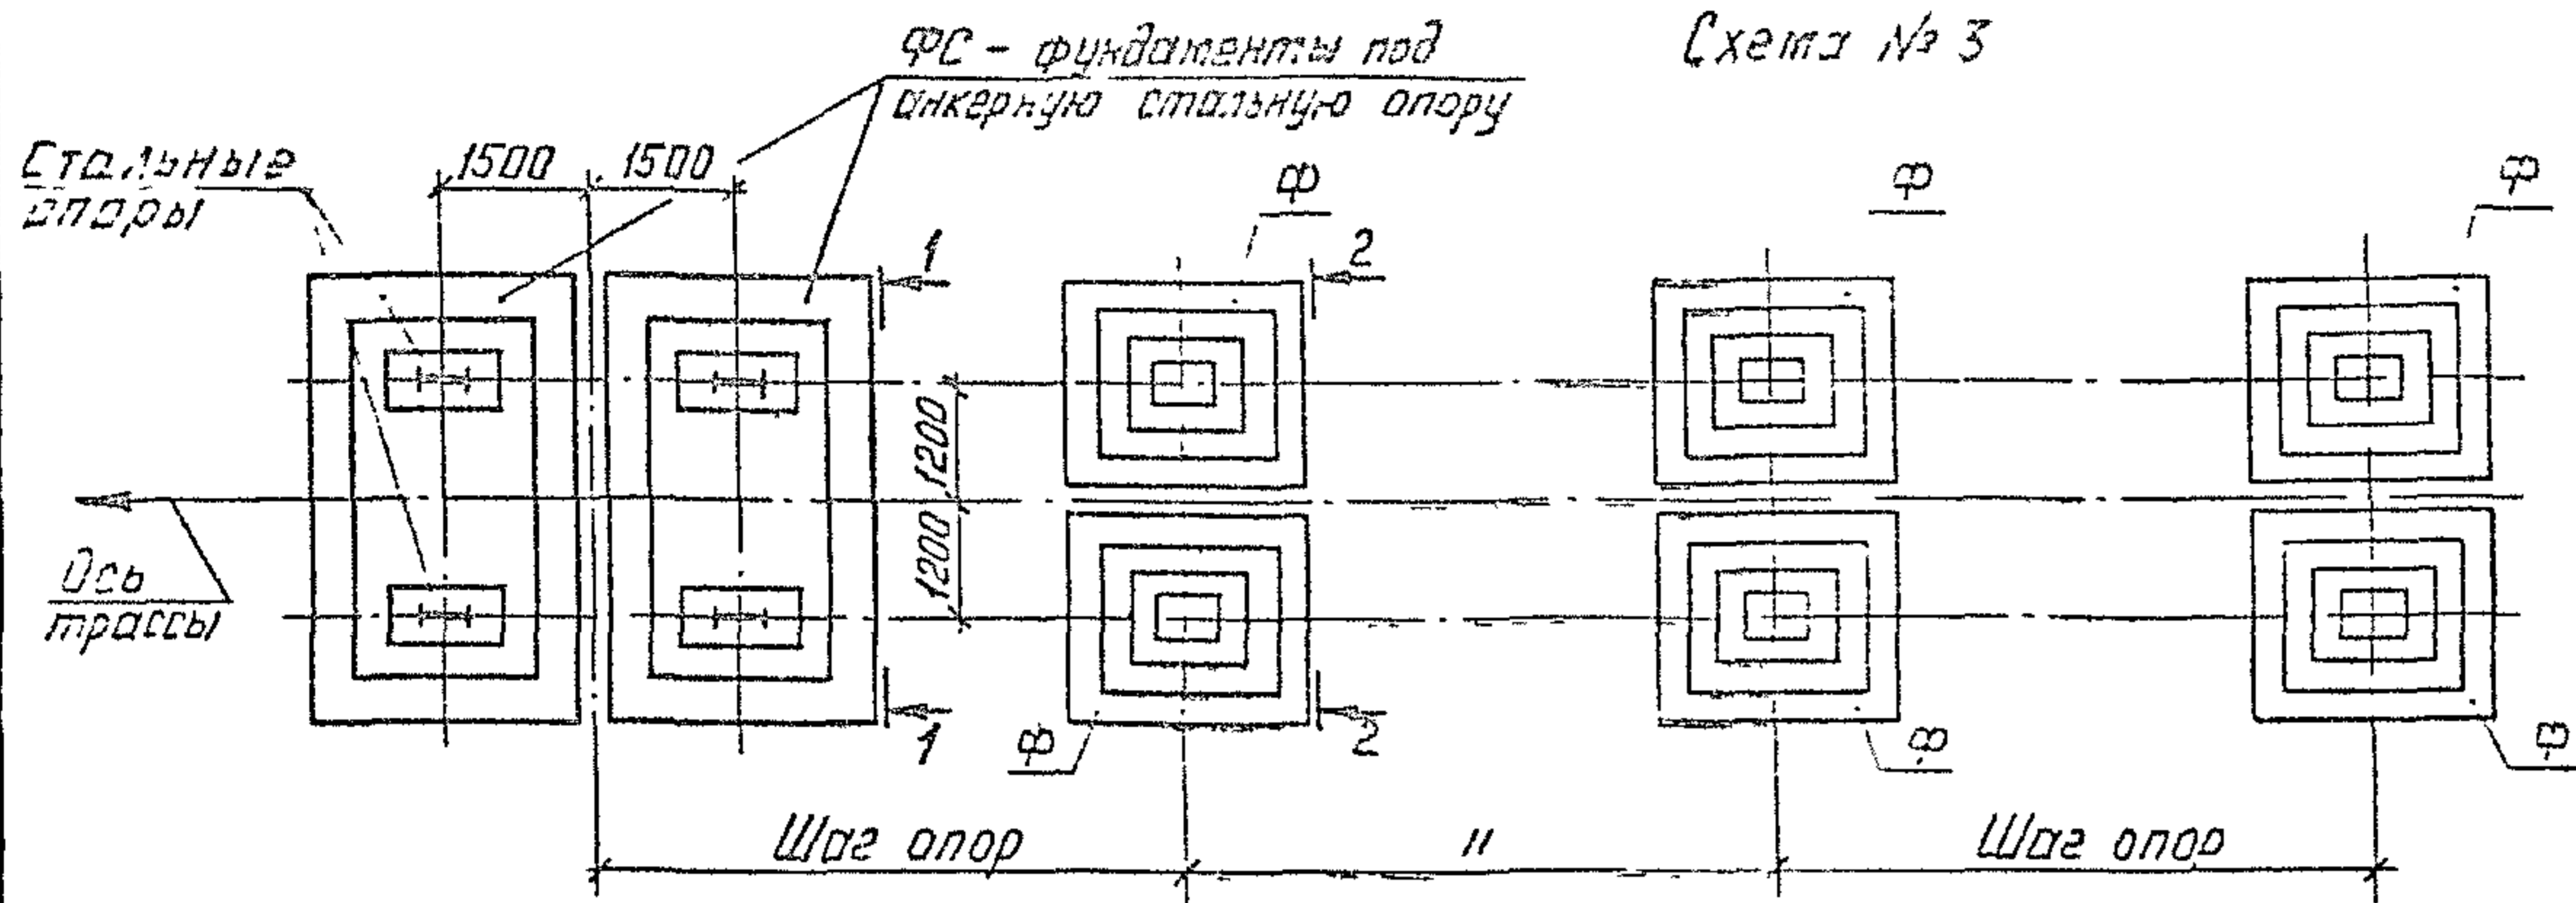 ФС - фундаменты под
анкерную стальную опору
Схема № 3
Стальные
опоры
1500
1500
Ф
Ф
Ф
1
2
1200
1200
Ось
трассы
1
2
Ф
Ф
Ф
Шаг опор
"
Шаг опор